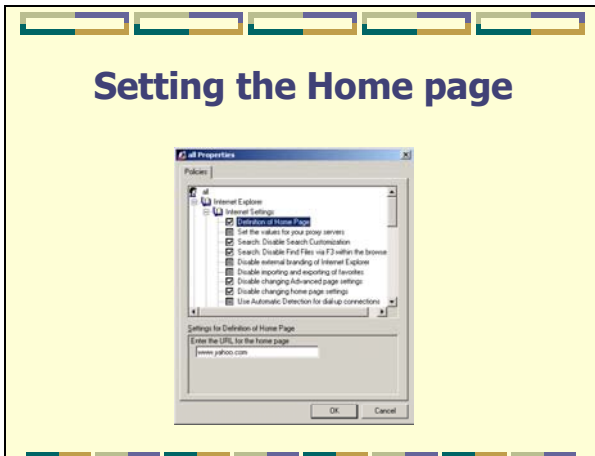 Setting the Home page
all Properties
Policies
all
Internet Explorer
Internet Settings
Definition of Home Page
Set the values for your proxy servers
Search: Disable Search Customization
Search: Disable Find Files via F3 within the browse
Disable external branding of Internet Explorer
Disable importing and exporting of favorites
Disable changing Advanced page settings
Disable changing home page settings
Use Automatic Detection for dial-up connections
Settings for Definition of Home Page
Enter the URL for the home page
www.yahoo.com
OK Cancel